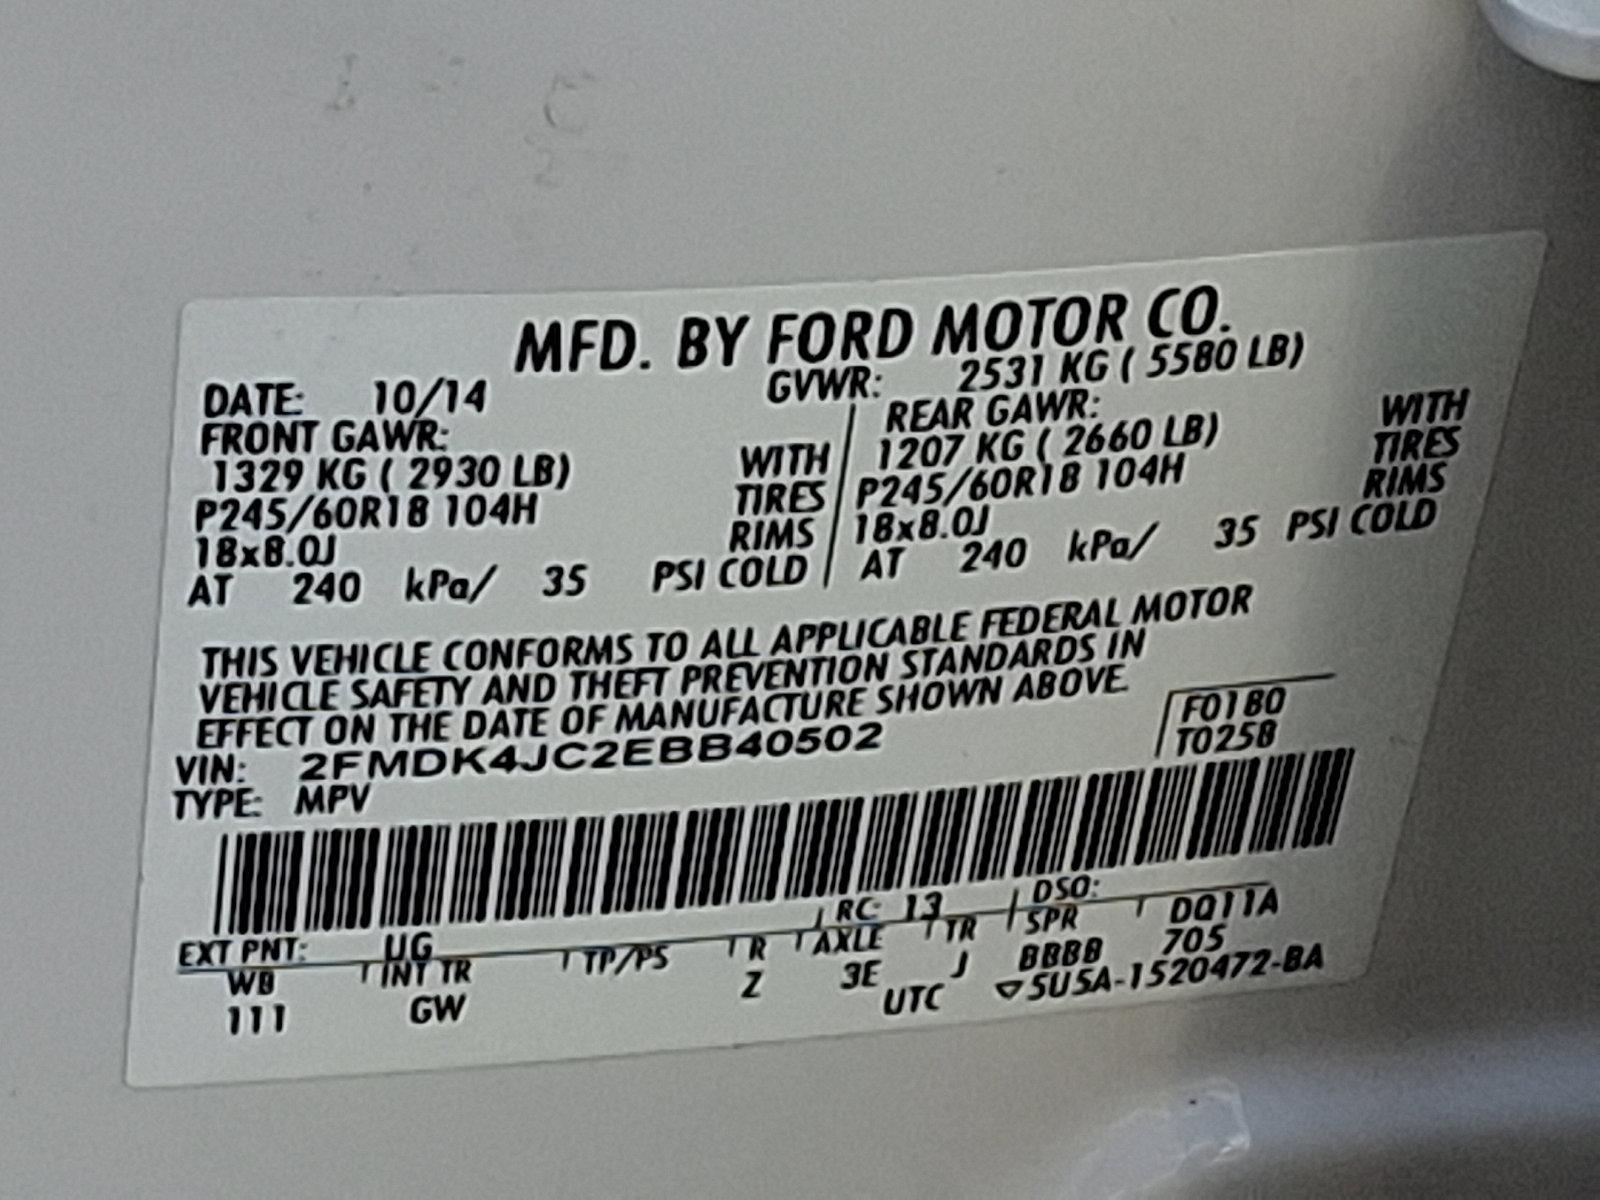 MFD. BY FORD MOTOR CO.
DATE: 10/14 GVWR: 2531 KG ( 5580 LB)
FRONT GAWR: REAR GAWR:
1329 KG ( 2930 LB) WITH 1207 KG ( 2660 LB) WITH
P245/60R18 104H TIRES P245/60R18 104H TIRES
18x8.0J RIMS 18x8.0J RIMS
AT 240 kPa/ 35 PSI COLD AT 240 kPa/ 35 PSI COLD
THIS VEHICLE CONFORMS TO ALL APPLICABLE FEDERAL MOTOR
VEHICLE SAFETY AND THEFT PREVENTION STANDARDS IN
EFFECT ON THE DATE OF MANUFACTURE SHOWN ABOVE.
VIN: 2FMDK4JC2EBB40502 F0180
TYPE: MPV T0258
EXT PNT: UG RC: 13 DSO:
WB INT TR TP/PS R AXLE TR SPR DQ11A
111 GW Z 3E J BBBB 705
UTC ▽5U5A-1520472-BA